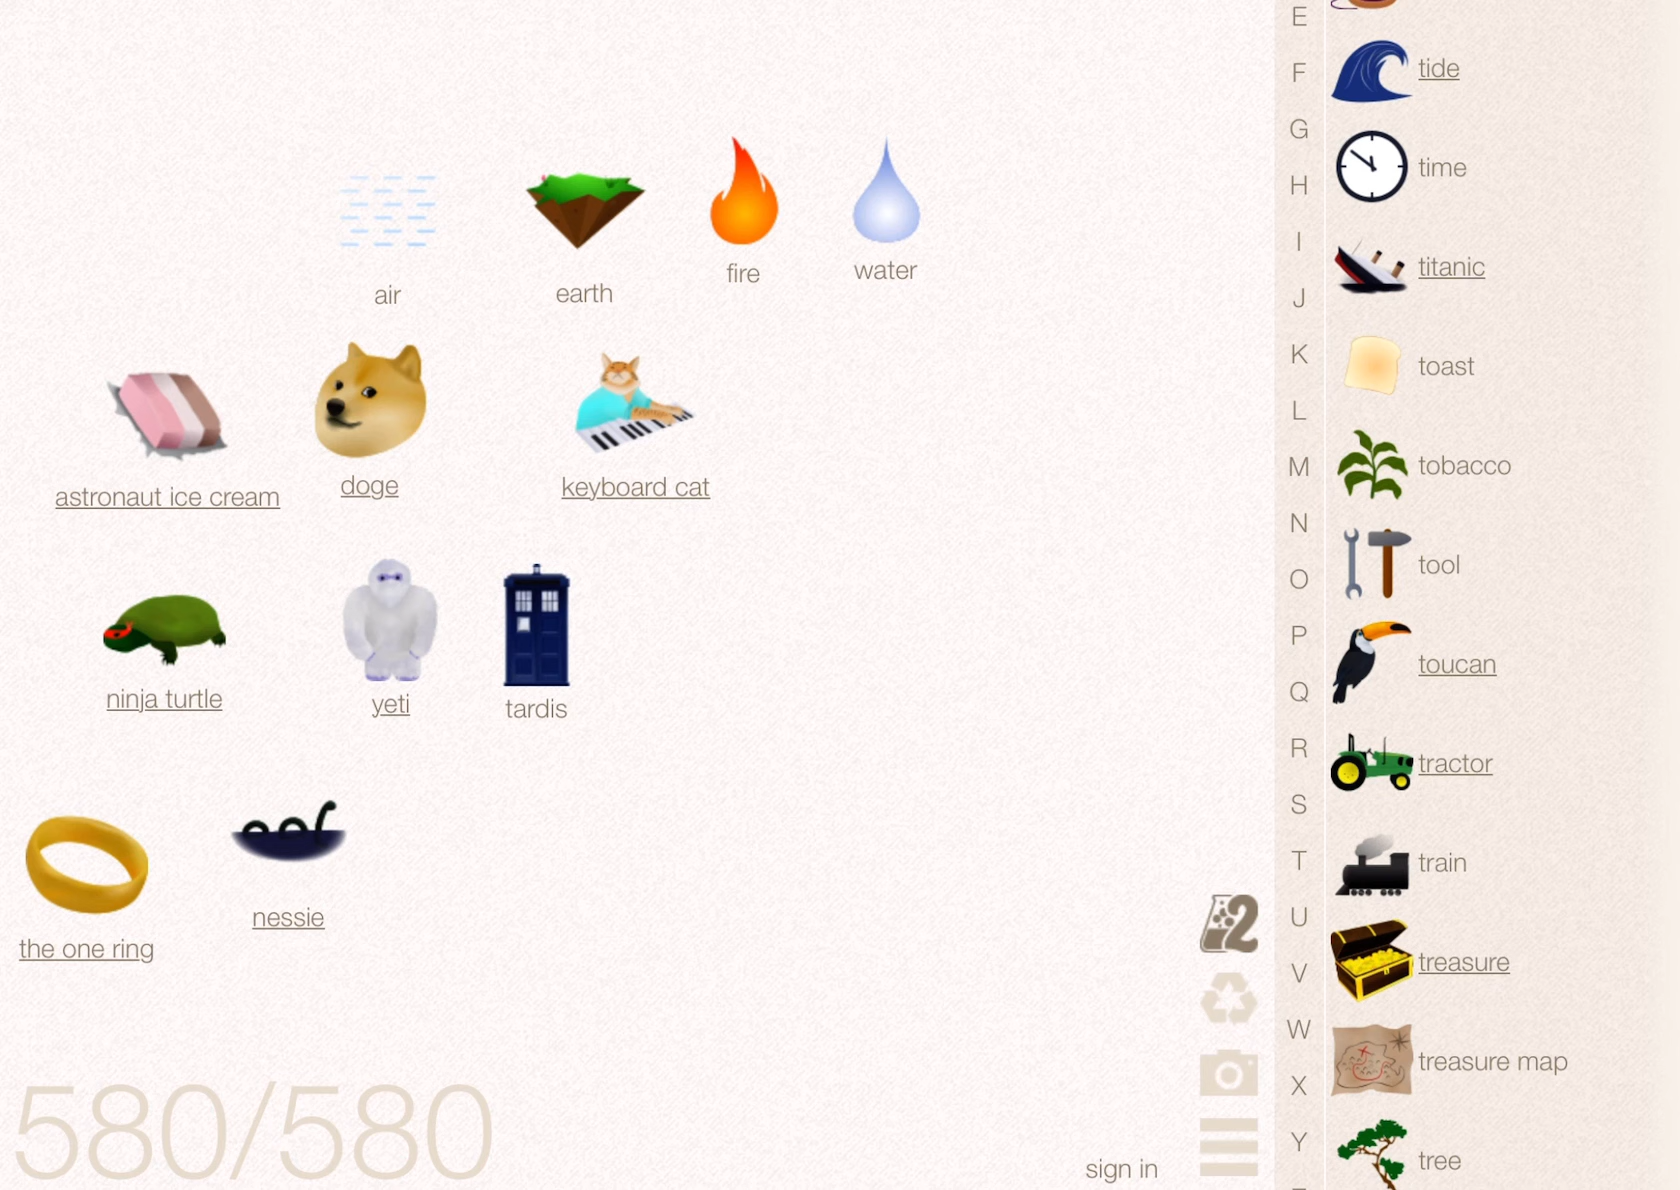 air
earth
fire
water
astronaut ice cream
doge
keyboard cat
ninja turtle
yeti
tardis
the one ring
nessie
580/580
sign in
2
E
F
G
H
I
J
K
L
M
N
O
P
Q
R
S
T
U
V
W
X
Y
tide
time
titanic
toast
tobacco
tool
toucan
tractor
train
treasure
treasure map
tree